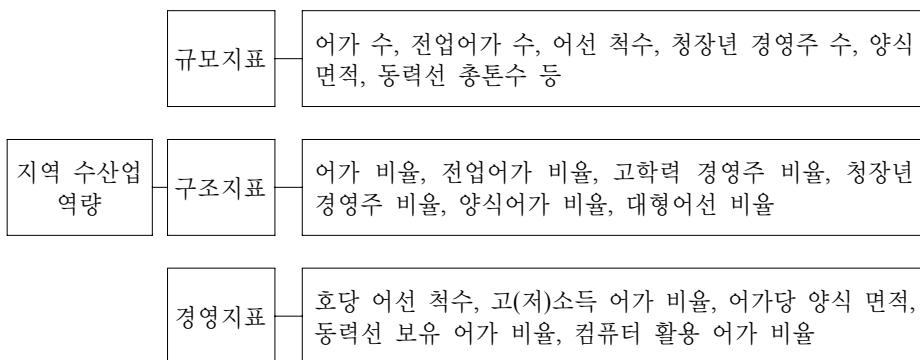 규모지표
어가 수, 전업어가 수, 어선 척수, 청장년 경영주 수, 양식
면적, 동력선 총톤수 등
지역 수산업
역량
구조지표
어가 비율, 전업어가 비율, 고학력 경영주 비율, 청장년
경영주 비율, 양식어가 비율, 대형어선 비율
경영지표
호당 어선 척수, 고(저)소득 어가 비율, 어가당 양식 면적,
동력선 보유 어가 비율, 컴퓨터 활용 어가 비율